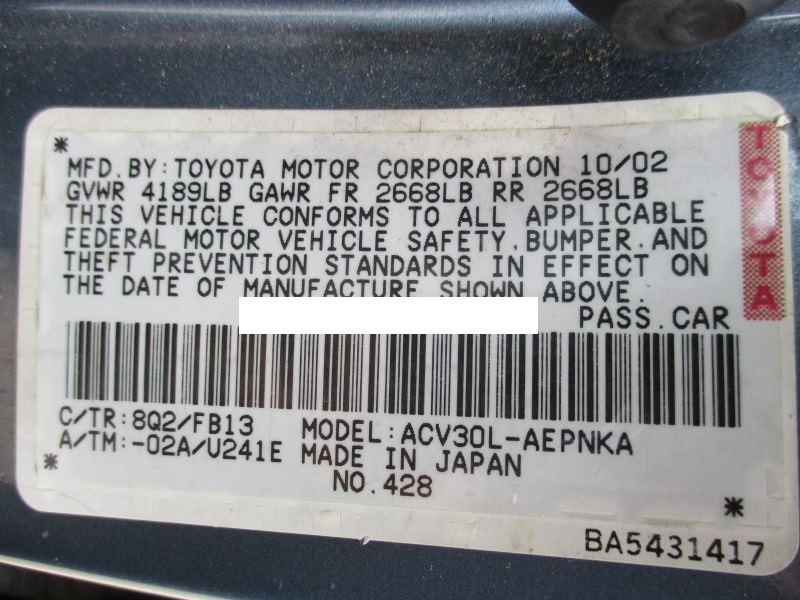 *
MFD.BY:TOYOTA MOTOR CORPORATION 10/02
GVWR 4189LB GAWR FR 2668LB RR 2668LB
THIS VEHICLE CONFORMS TO ALL APPLICABLE
FEDERAL MOTOR VEHICLE SAFETY.BUMPER.AND
THEFT PREVENTION STANDARDS IN EFFECT ON
THE DATE OF MANUFACTURE SHOWN ABOVE.
PASS.CAR
TOYOTA
C/TR:8Q2/FB13 MODEL:ACV30L-AEPNKA
A/TM:-02A/U241E MADE IN JAPAN
* NO.428 *
BA5431417